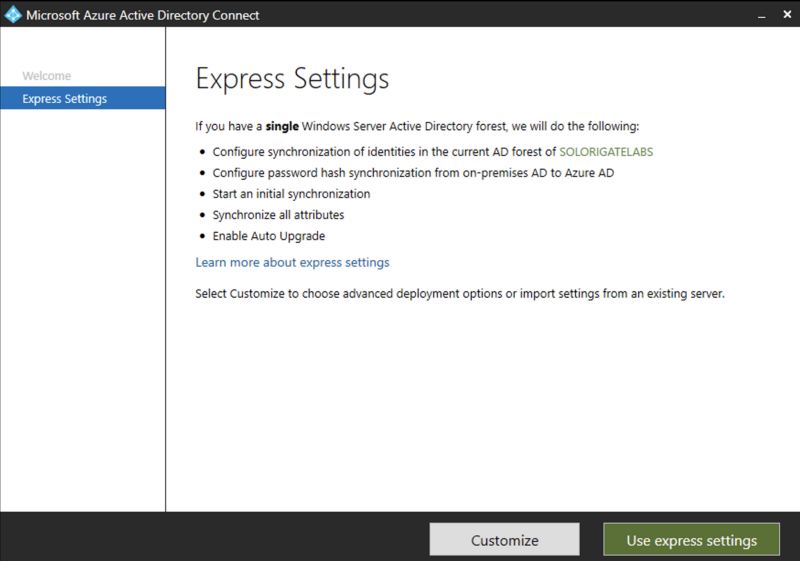 Microsoft Azure Active Directory Connect
Welcome
Express Settings
Express Settings
If you have a single Windows Server Active Directory forest, we will do the following:
• Configure synchronization of identities in the current AD forest of SOLORIGATELABS
• Configure password hash synchronization from on-premises AD to Azure AD
• Start an initial synchronization
• Synchronize all attributes
• Enable Auto Upgrade
Learn more about express settings
Select Customize to choose advanced deployment options or import settings from an existing server.
Customize
Use express settings